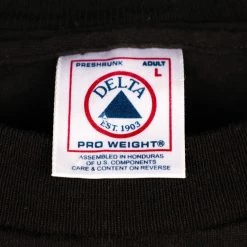 PRESHRUNK ADULT
L
DELTA
EST. 1903
PRO WEIGHT®
ASSEMBLED IN HONDURAS
OF U.S. COMPONENTS
CARE & CONTENT ON REVERSE